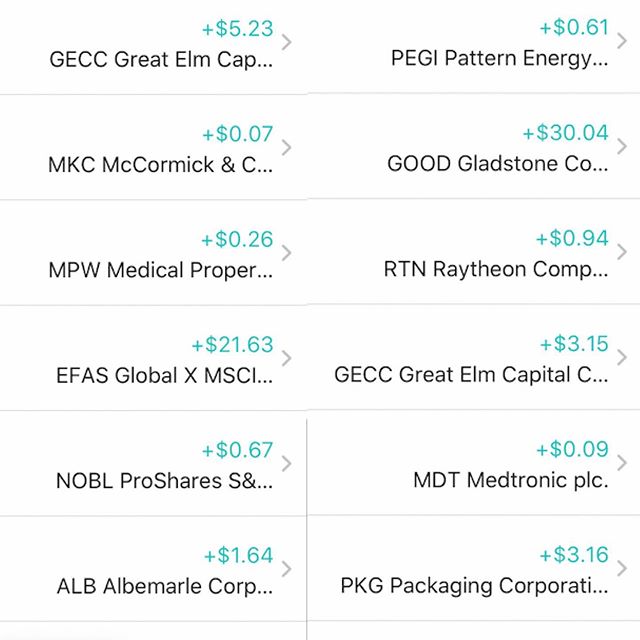 +$5.23
GECC Great Elm Cap...
+$0.07
MKC McCormick & C...
+$0.26
MPW Medical Proper...
+$21.63
EFAS Global X MSCI...
+$0.67
NOBL ProShares S&...
+$1.64
ALB Albemarle Corp...
+$0.61
PEGI Pattern Energy...
+$30.04
GOOD Gladstone Co...
+$0.94
RTN Raytheon Comp...
+$3.15
GECC Great Elm Capital C...
+$0.09
MDT Medtronic plc.
+$3.16
PKG Packaging Corporati...